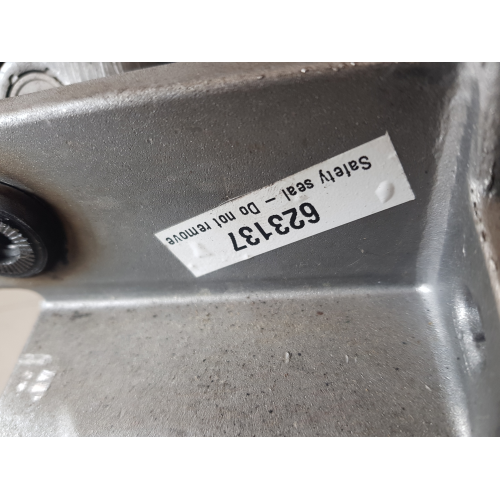 Safety seal – Do not remove
623137